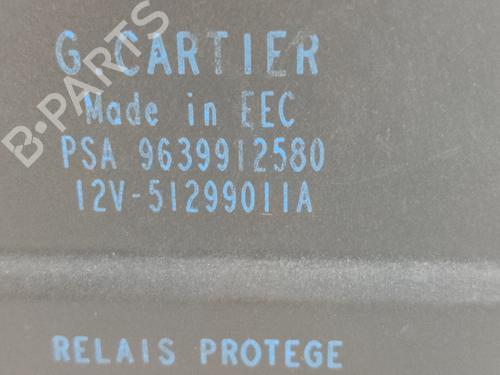 G CARTIER
Made in EEC
PSA 9639912580
12V-51299011A
RELAIS PROTEGE
B-PARTS